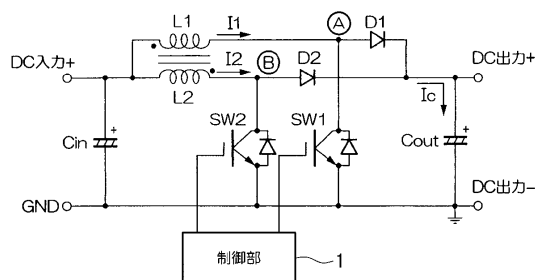 L1
I1
Ⓐ
D1
DC入力+
I2
Ⓑ
D2
DC出力+
L2
Ic
SW2
SW1
Cin
+
Cout
+
GND
DC出力-
制御部
1